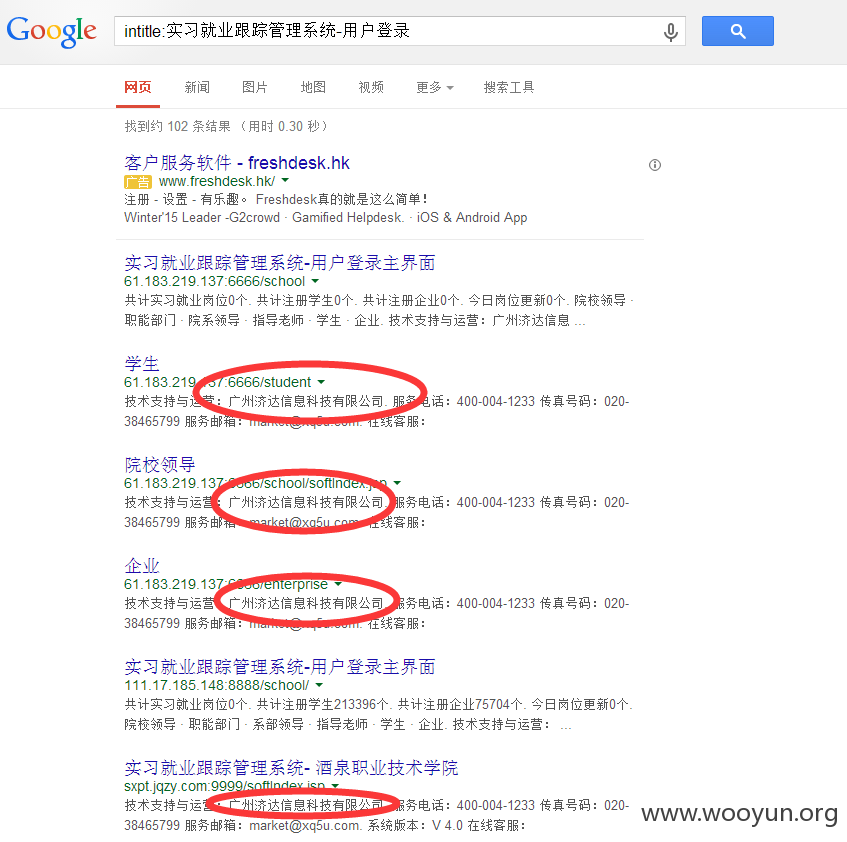 Google
intitle:实习就业跟踪管理系统-用户登录
网页 新闻 图片 地图 视频 更多 搜索工具
找到约 102 条结果 （用时 0.30 秒）
客户服务软件 - freshdesk.hk
广告 www.freshdesk.hk/
注册 - 设置 - 有乐趣。 Freshdesk真的就是这么简单!
Winter'15 Leader -G2crowd · Gamified Helpdesk. · iOS & Android App
实习就业跟踪管理系统-用户登录主界面
61.183.219.137:6666/school
共计实习就业岗位0个. 共计注册学生0个. 共计注册企业0个. 今日岗位更新0个. 院校领导 ·
职能部门 · 院系领导 · 指导老师 · 学生 · 企业. 技术支持与运营：广州济达信息 ...
学生
61.183.219.137:6666/student
技术支持与运营：广州济达信息科技有限公司. 服务电话：400-004-1233 传真号码：020-
38465799 服务邮箱：market@xq5u.com. 在线客服：
院校领导
61.183.219.137:6666/school/softIndex.jsp
技术支持与运营：广州济达信息科技有限公司. 服务电话：400-004-1233 传真号码：020-
38465799 服务邮箱：market@xq5u.com. 在线客服：
企业
61.183.219.137:6666/enterprise
技术支持与运营：广州济达信息科技有限公司. 服务电话：400-004-1233 传真号码：020-
38465799 服务邮箱：market@xq5u.com. 在线客服：
实习就业跟踪管理系统-用户登录主界面
111.17.185.148:8888/school/
共计实习就业岗位0个. 共计注册学生213396个. 共计注册企业75704个. 今日岗位更新0个.
院校领导 · 职能部门 · 系部领导 · 指导老师 · 学生 · 企业. 技术支持与运营： ...
实习就业跟踪管理系统- 酒泉职业技术学院
sxpt.jqzy.com:9999/softIndex.jsp
技术支持与运营：广州济达信息科技有限公司. 服务电话：400-004-1233 传真号码：020-
38465799 服务邮箱：market@xq5u.com. 系统版本：V 4.0 在线客服：
www.wooyun.org